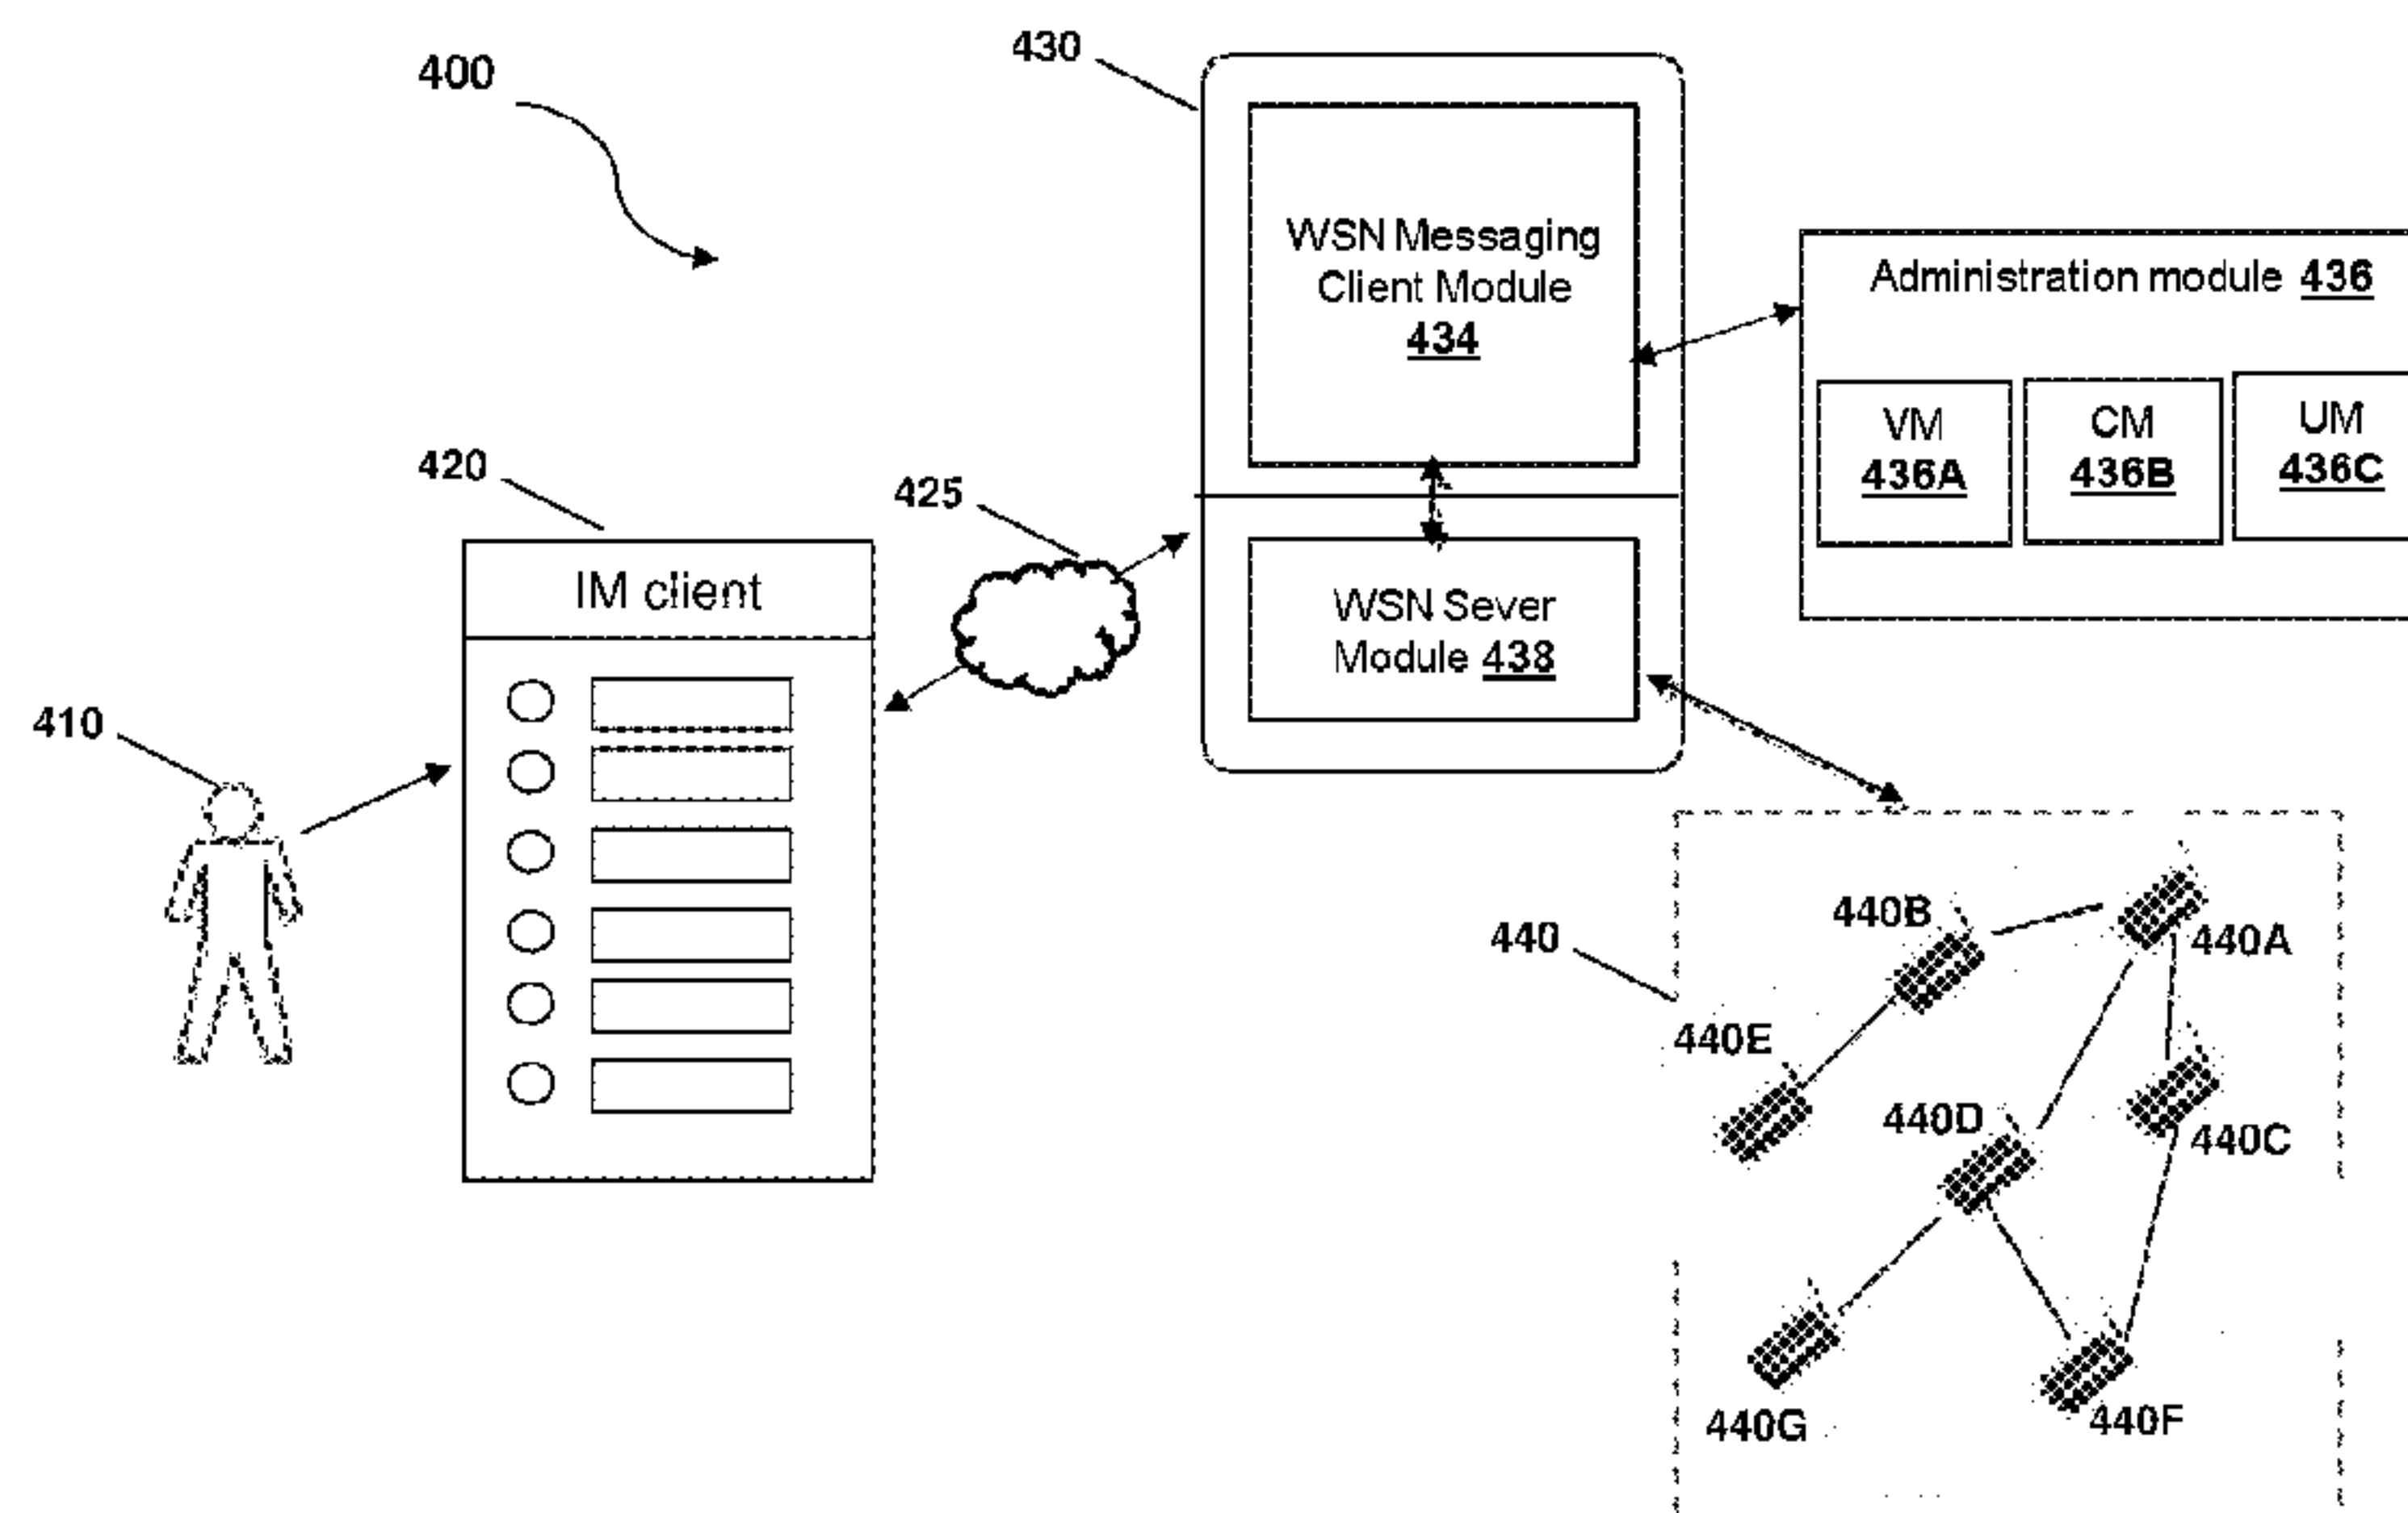 400
430
WSN Messaging
Client Module
434
Administration module 436
VM
436A
CM
436B
UM
436C
420
425
IM client
WSN Sever
Module 438
410
440
440B
440A
440E
440D
440C
440G
440F